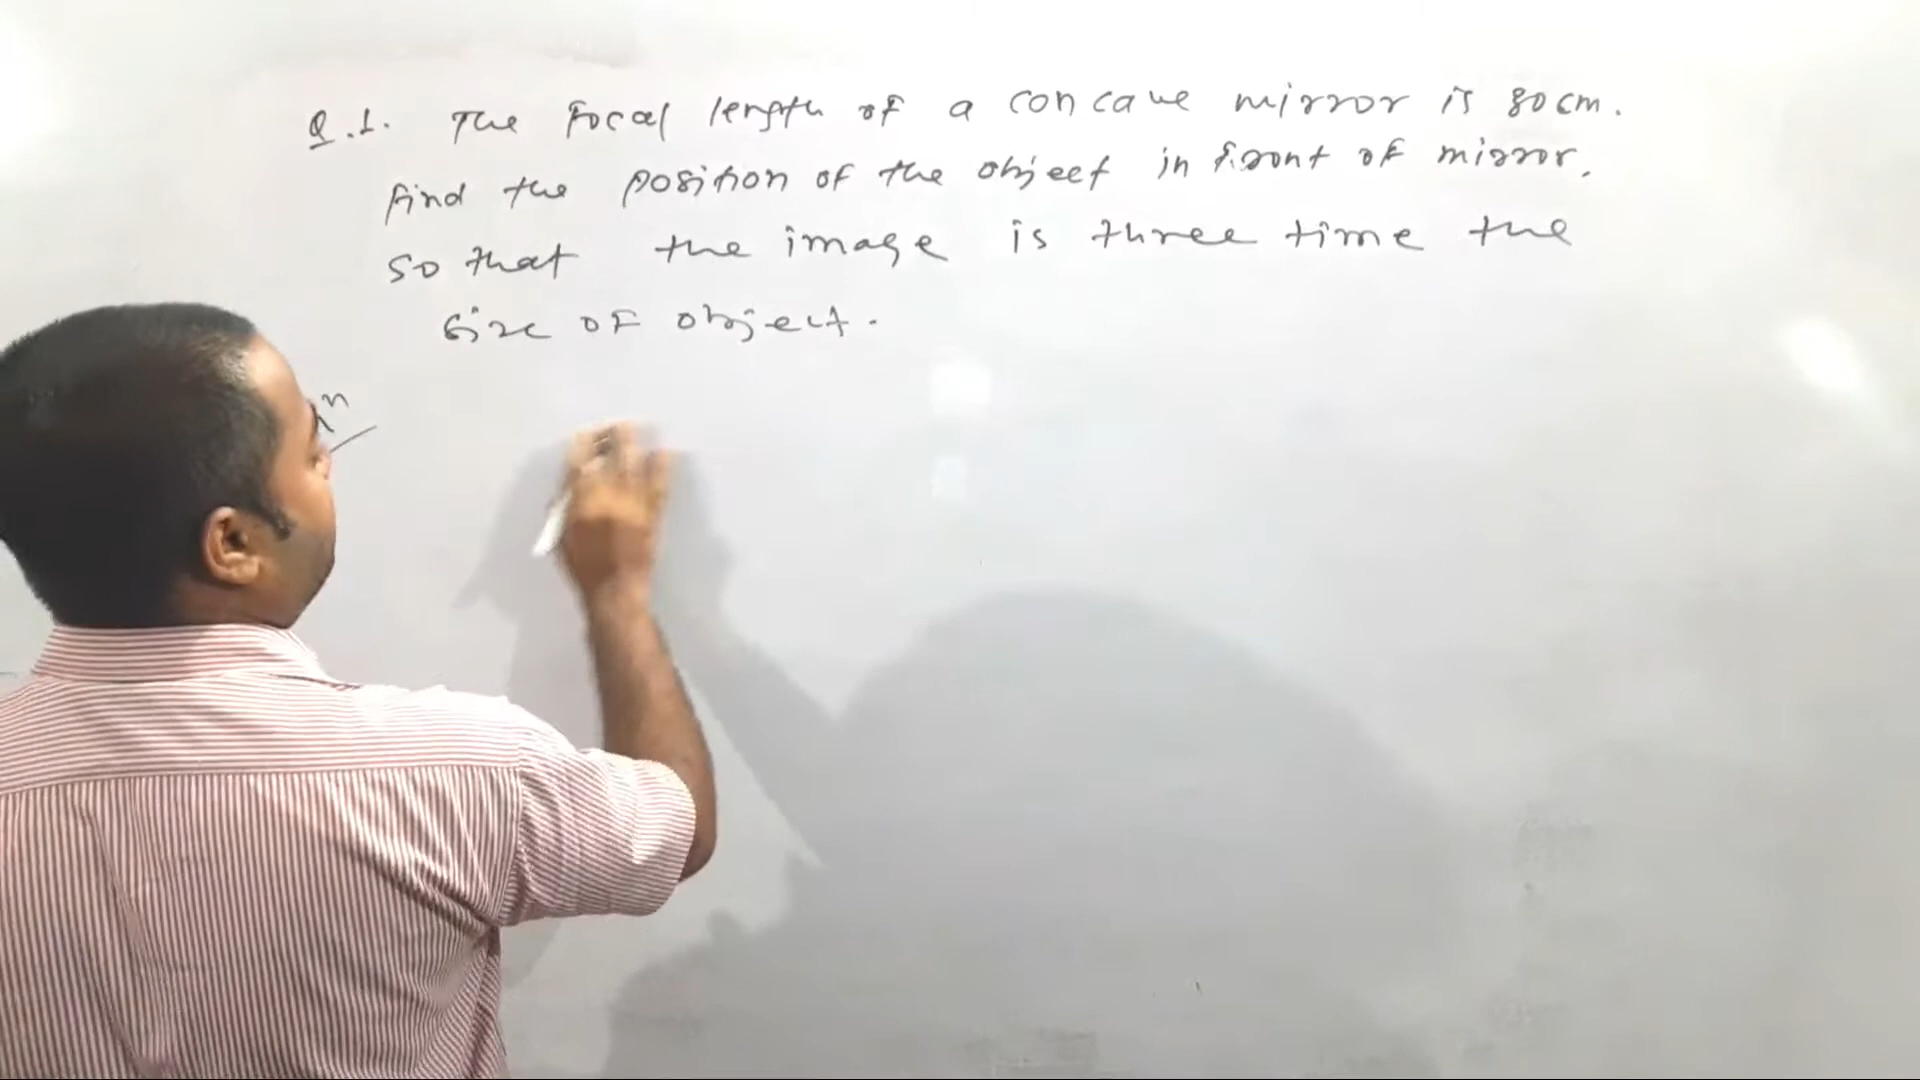 Q.1. The Focal length of a concave mirror is 80cm.
find the position of the object in front of mirror.
so that the image is three time the
size of object.